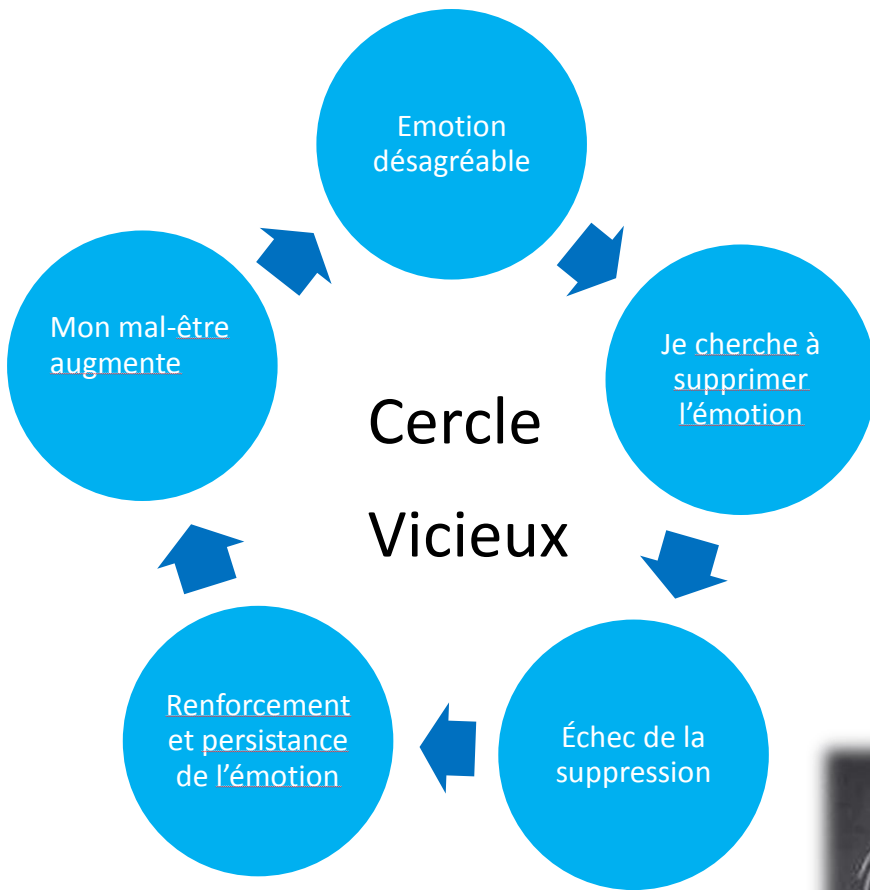 Emotion
désagréable
Je cherche à
supprimer
l’émotion
Échec de la
suppression
Renforcement
et persistance
de l’émotion
Mon mal-être
augmente
Cercle
Vicieux